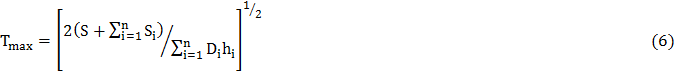 T_max = [2(S + ∑_{i=1}^{n} S_i) / ∑_{i=1}^{n} D_i h_i]^{1/2} (6)